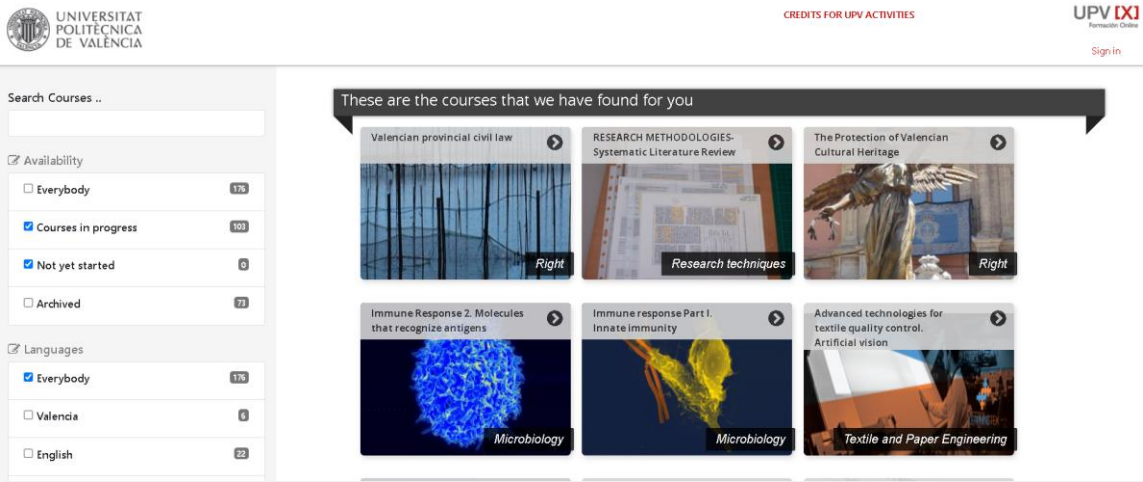 UNIVERSITAT
POLITÈCNICA
DE VALÈNCIA
CREDITS FOR UPV ACTIVITIES
UPV [X]
Formación Online
Sign in
Search Courses ..
Availability
Everybody 176
Courses in progress 103
Not yet started 0
Archived 73
Languages
Everybody 176
Valencia 6
English 22
These are the courses that we have found for you
Valencian provincial civil law
Right
RESEARCH METHODOLOGIES-
Systematic Literature Review
Research techniques
The Protection of Valencian
Cultural Heritage
Right
Immune Response 2. Molecules
that recognize antigens
Microbiology
Immune response Part I.
Innate immunity
Microbiology
Advanced technologies for
textile quality control.
Artificial vision
Textile and Paper Engineering